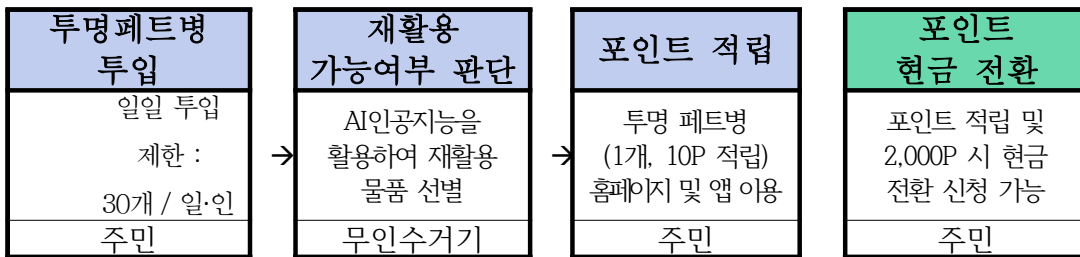 투명페트병
투입
일일 투입
제한 :
30개 / 일·인
주민
→
재활용
가능여부 판단
AI인공지능을
활용하여 재활용
물품 선별
무인수거기
→
포인트 적립
투명 페트병
(1개, 10P 적립)
홈페이지 및 앱 이용
주민
포인트
현금 전환
포인트 적립 및
2,000P 시 현금
전환 신청 가능
주민